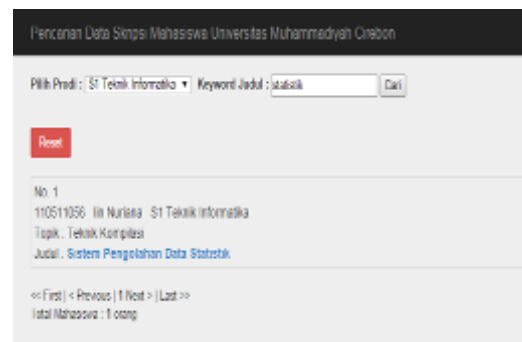 Pencarian Data Skripsi Mahasiswa Universitas Muhammadiyah Cirebon
Pilih Prodi : S1 Teknik Informatika Keyword Judul : statistik Cari
Reset
No. 1
110511056 Iin Nuriana S1 Teknik Informatika
Topik . Teknik Kompilasi
Judul . Sistem Pengolahan Data Statistik
<< First | < Previous | 1 Next > | Last >>
Total Mahasiswa : 1 orang